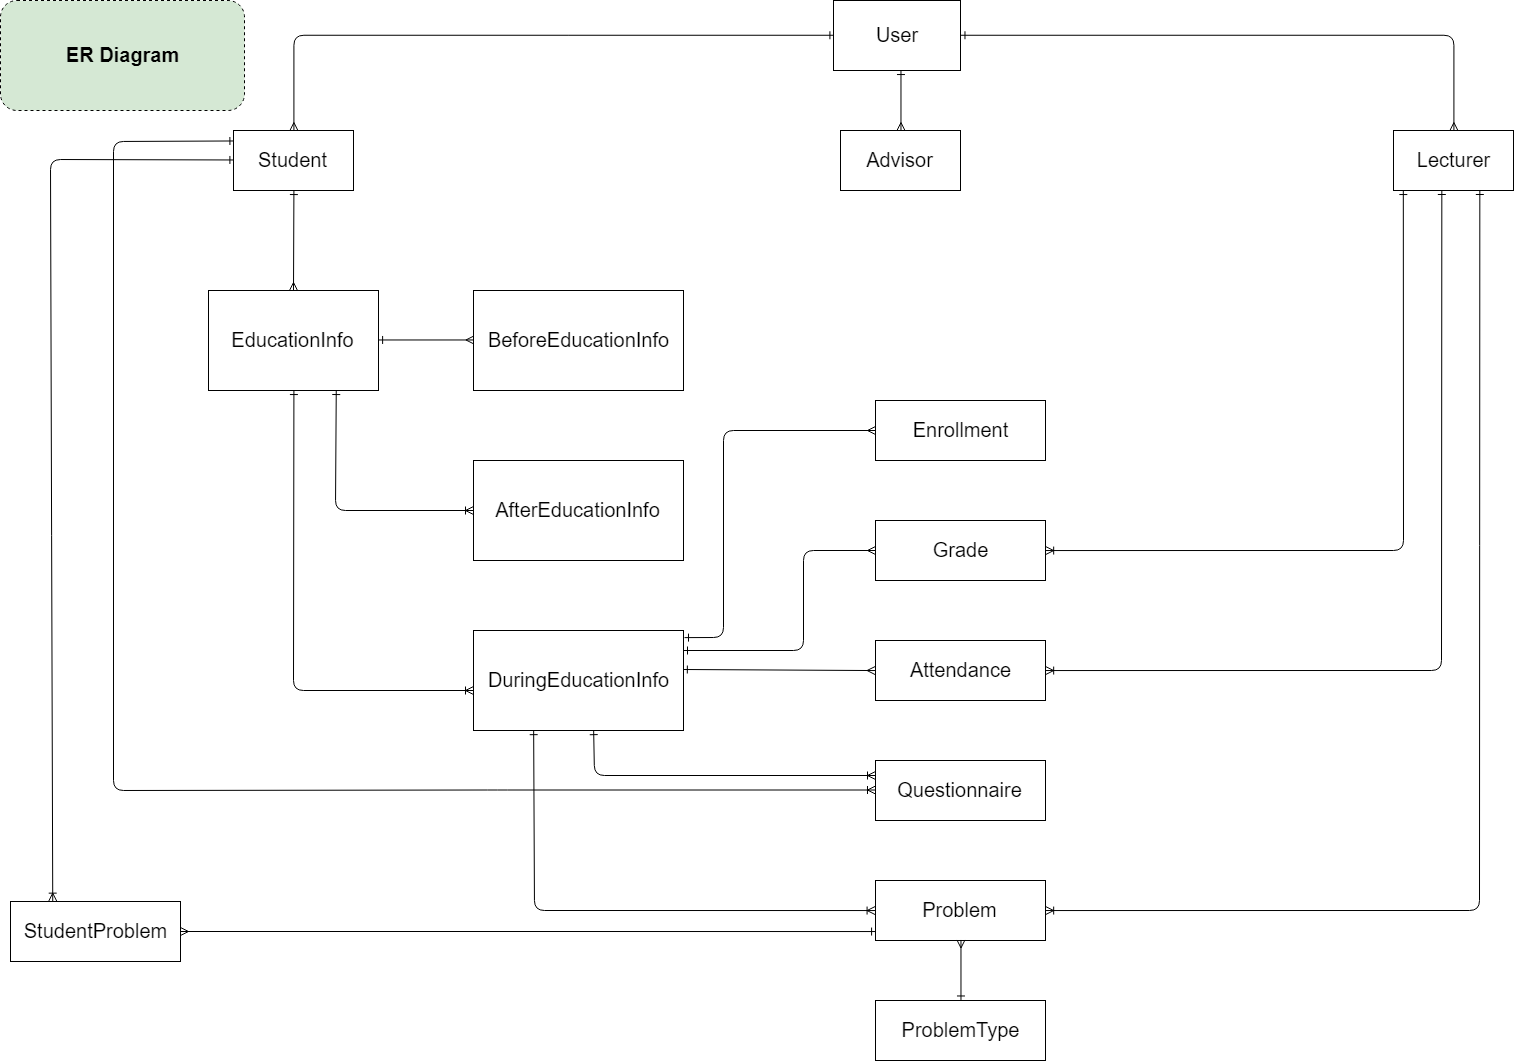 ER Diagram
User
Student
Advisor
Lecturer
EducationInfo
BeforeEducationInfo
Enrollment
AfterEducationInfo
Grade
Attendance
DuringEducationInfo
Questionnaire
Problem
StudentProblem
ProblemType